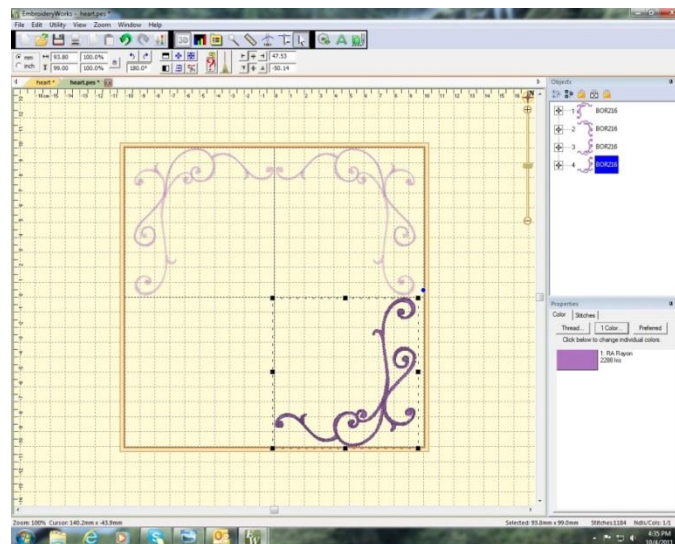 EmbroideryWorks - heart.pes *
File Edit Utility View Zoom Window Help
mm 93.80 100.0% 47.53
inch 99.00 100.0% 180.0° -50.14
heart * heart.pes *
Objects
1 BOR216
2 BOR216
3 BOR216
4 BOR216
Properties
Color Stitches
Thread... 1 Color... Preferred
Click below to change individual colors
1: RA Rayon
Zoom: 100% Cursor: 140.2mm x -43.9mm Selected: 93.8mm x 99.0mm Stitches:1184 Ndls/Cols: 1/1
4:35 PM
10/4/2011